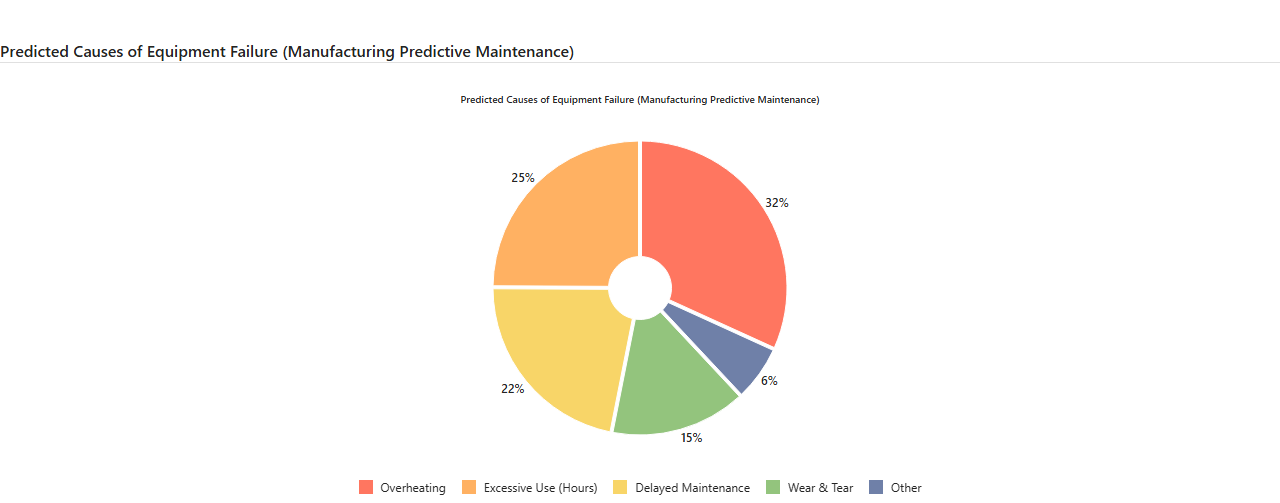 Predicted Causes of Equipment Failure (Manufacturing Predictive Maintenance)
Predicted Causes of Equipment Failure (Manufacturing Predictive Maintenance)
25%
32%
22%
6%
15%
Overheating Excessive Use (Hours) Delayed Maintenance Wear & Tear Other